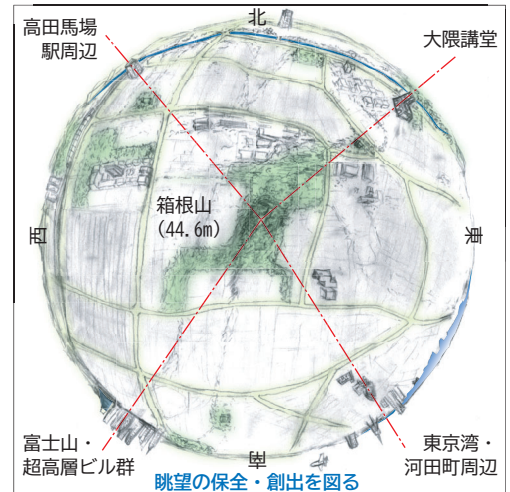 北
高田馬場
駅周辺
大隈講堂
箱根山
(44.6m)
西
東
富士山・
超高層ビル群
南
東京湾・
河田町周辺
眺望の保全・創出を図る